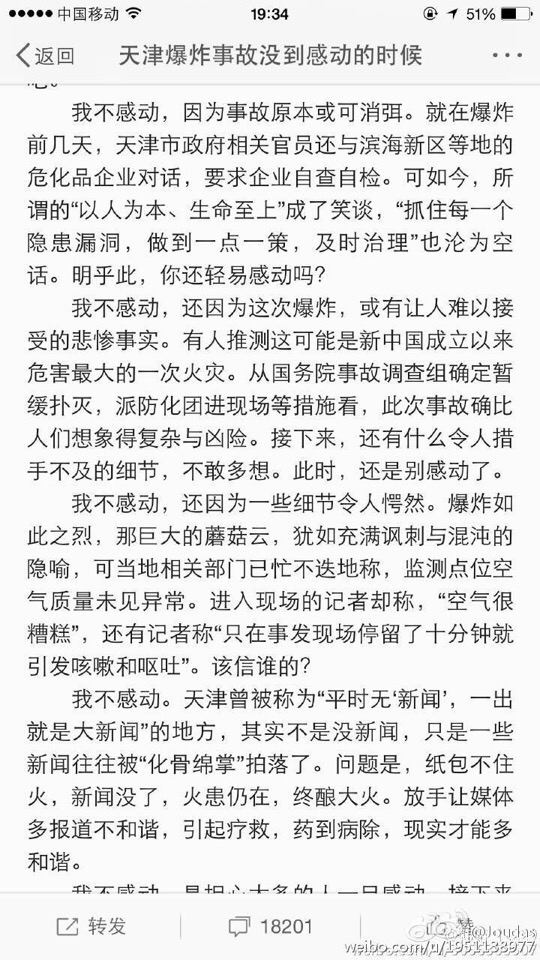 中国移动
19:34
51%
返回
天津爆炸事故没到感动的时候
吧。
我不感动，因为事故原本或可消弭。就在爆炸
前几天，天津市政府相关官员还与滨海新区等地的
危化品企业对话，要求企业自查自检。可如今，所
谓的“以人为本、生命至上”成了笑谈，“抓住每一个
隐患漏洞，做到一点一策，及时治理”也沦为空
话。明乎此，你还轻易感动吗？
我不感动，还因为这次爆炸，或有让人难以接
受的悲惨事实。有人推测这可能是新中国成立以来
危害最大的一次火灾。从国务院事故调查组确定暂
缓扑灭，派防化团进现场等措施看，此次事故确比
人们想象得复杂与凶险。接下来，还有什么令人措
手不及的细节，不敢多想。此时，还是别感动了。
我不感动，还因为一些细节令人愕然。爆炸如
此之烈，那巨大的蘑菇云，犹如充满讽刺与混沌的
隐喻，可当地相关部门已忙不迭地称，监测点位空
气质量未见异常。进入现场的记者却称，“空气很
糟糕”，还有记者称“只在事发现场停留了十分钟就
引发咳嗽和呕吐”。该信谁的？
我不感动。天津曾被称为“平时无‘新闻’，一出
就是大新闻”的地方，其实不是没新闻，只是一些
新闻往往被“化骨绵掌”拍落了。问题是，纸包不住
火，新闻没了，火患仍在，终酿大火。放手让媒体
多报道不和谐，引起疗救，药到病除，现实才能多
和谐。
我不感动，是担心太多的人一旦感动，接下来
转发
18201
赞
@Joudas
weibo.com/u/1951183977